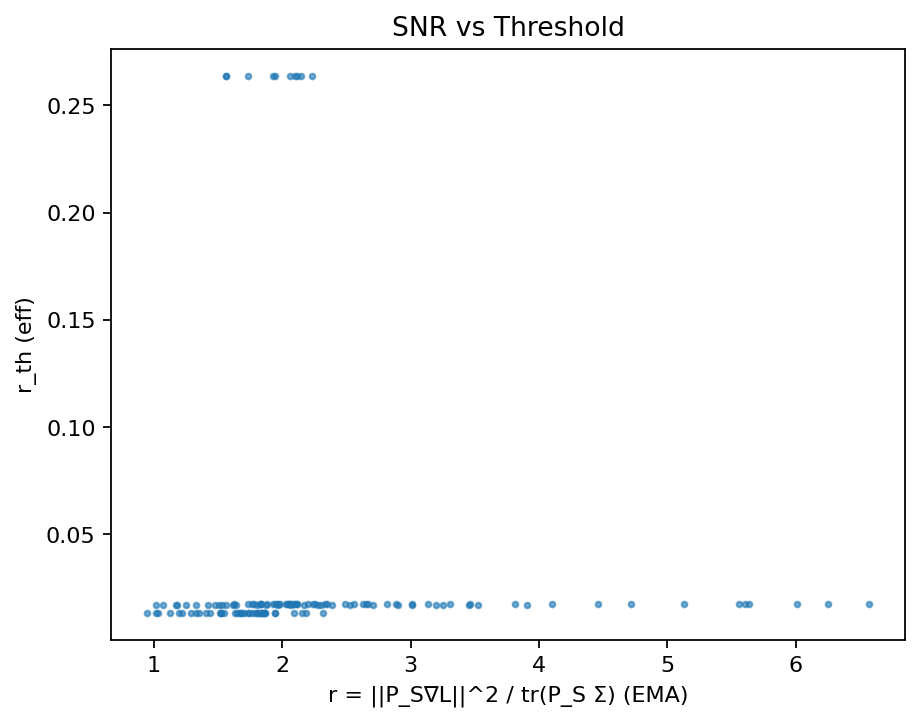 SNR vs Threshold
r_th (eff)
0.25
0.20
0.15
0.10
0.05
1 2 3 4 5 6
r = ||P_S∇L||^2 / tr(P_S Σ) (EMA)